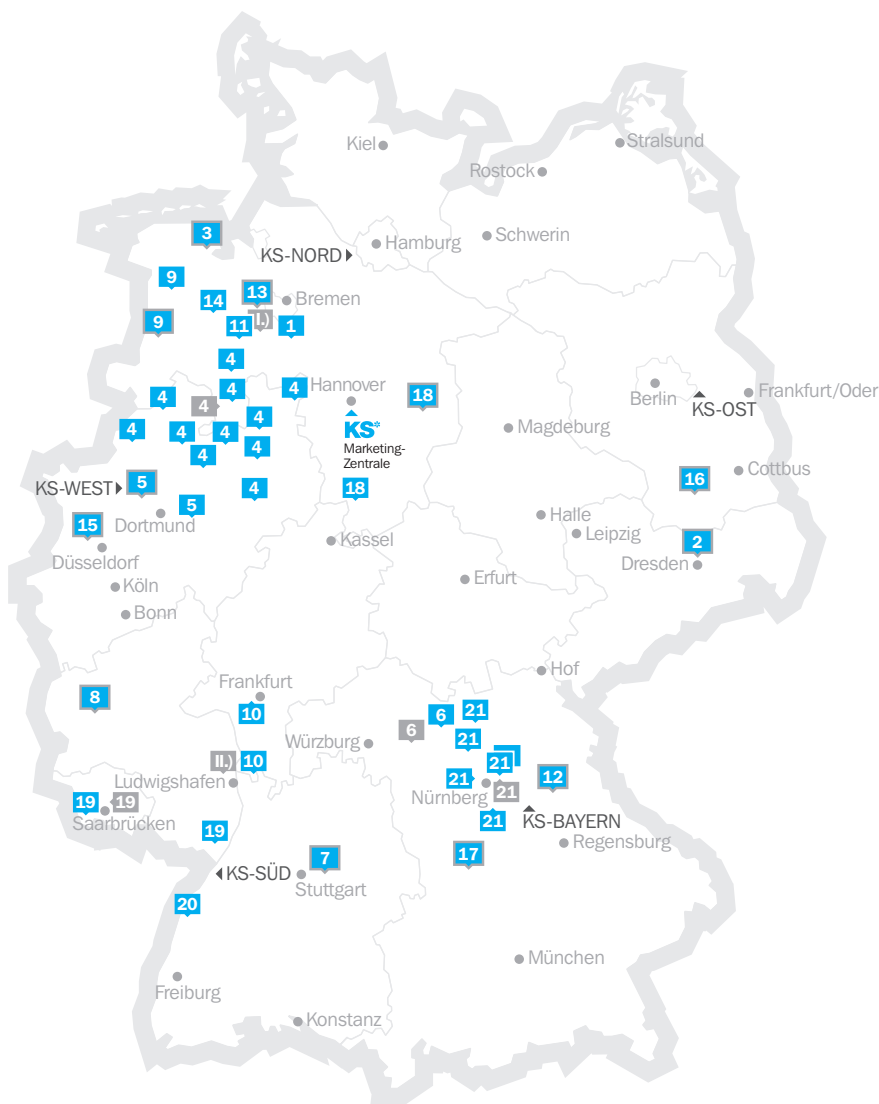 Kiel
Stralsund
Rostock
3
Schwerin
Hamburg
KS-NORD
9
13
14
Bremen
9
11
I.)
1
4
4
4
Hannover
18
Berlin
Frankfurt/Oder
4
4
4
KS-OST
4
4
4
KS*
Magdeburg
4
4
Marketing-
Zentrale
Cottbus
KS-WEST
5
4
18
16
5
Dortmund
15
Halle
Leipzig
2
Düsseldorf
Kassel
Dresden
Erfurt
Köln
Bonn
Hof
Frankfurt
8
10
6
21
6
21
Würzburg
II.)
10
21
Ludwigshafen
21
12
Nürnberg
21
19
19
Saarbrücken
21
KS-BAYERN
19
Regensburg
17
7
KS-SÜD
Stuttgart
20
München
Freiburg
Konstanz